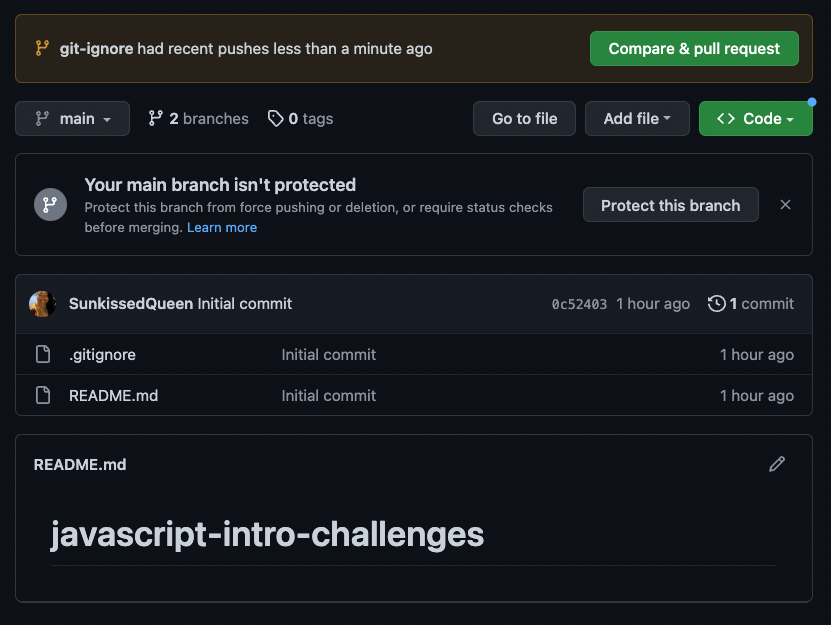 git-ignore had recent pushes less than a minute ago
Compare & pull request
main
2 branches
0 tags
Go to file
Add file
<> Code
Your main branch isn't protected
Protect this branch from force pushing or deletion, or require status checks
before merging. Learn more
Protect this branch
SunkissedQueen Initial commit
0c52403 1 hour ago
1 commit
.gitignore Initial commit 1 hour ago
README.md Initial commit 1 hour ago
README.md
javascript-intro-challenges